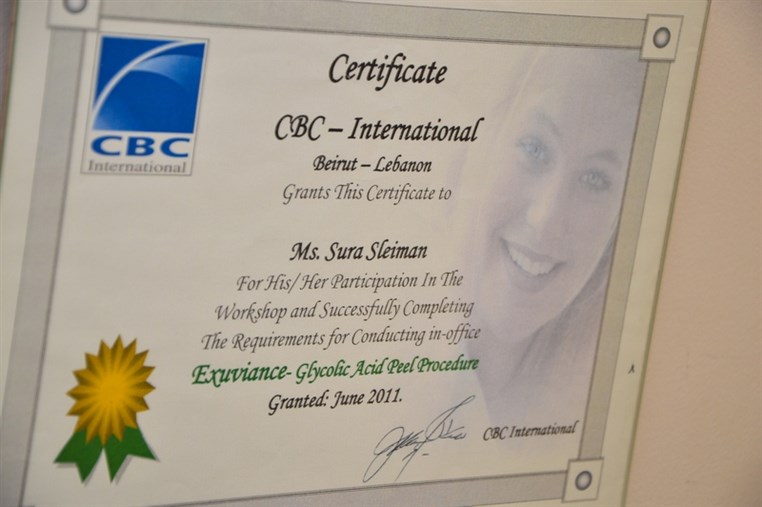 CBC
International
Certificate
CBC – International
Beirut – Lebanon
Grants This Certificate to
Ms. Sura Sleiman
For His/Her Participation In The
Workshop and Successfully Completing
The Requirements for Conducting in-office
Exuviance- Glycolic Acid Peel Procedure
Granted: June 2011.
CBC International